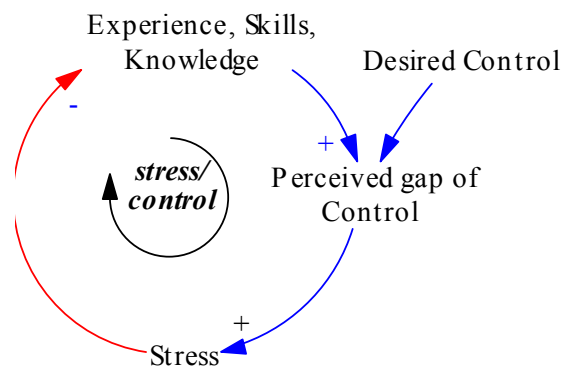 Experience, Skills,
Knowledge
Desired Control
-
+
stress/
control
Perceived gap of
Control
+
Stress